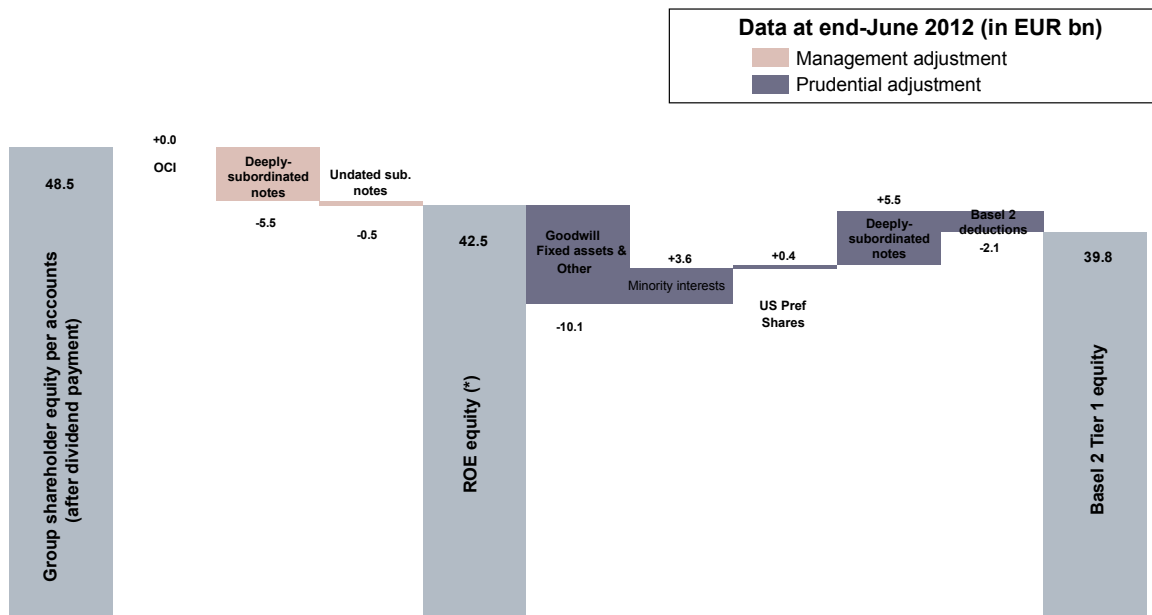 Data at end-June 2012 (in EUR bn)
Management adjustment
Prudential adjustment
48.5
Group shareholder equity per accounts
(after dividend payment)
+0.0
OCI
Deeply-
subordinated
notes
-5.5
Undated sub.
notes
-0.5
42.5
ROE equity (*)
Goodwill
Fixed assets &
Other
-10.1
+3.6
Minority interests
+0.4
US Pref
Shares
+5.5
Deeply-
subordinated
notes
Basel 2
deductions
-2.1
39.8
Basel 2 Tier 1 equity